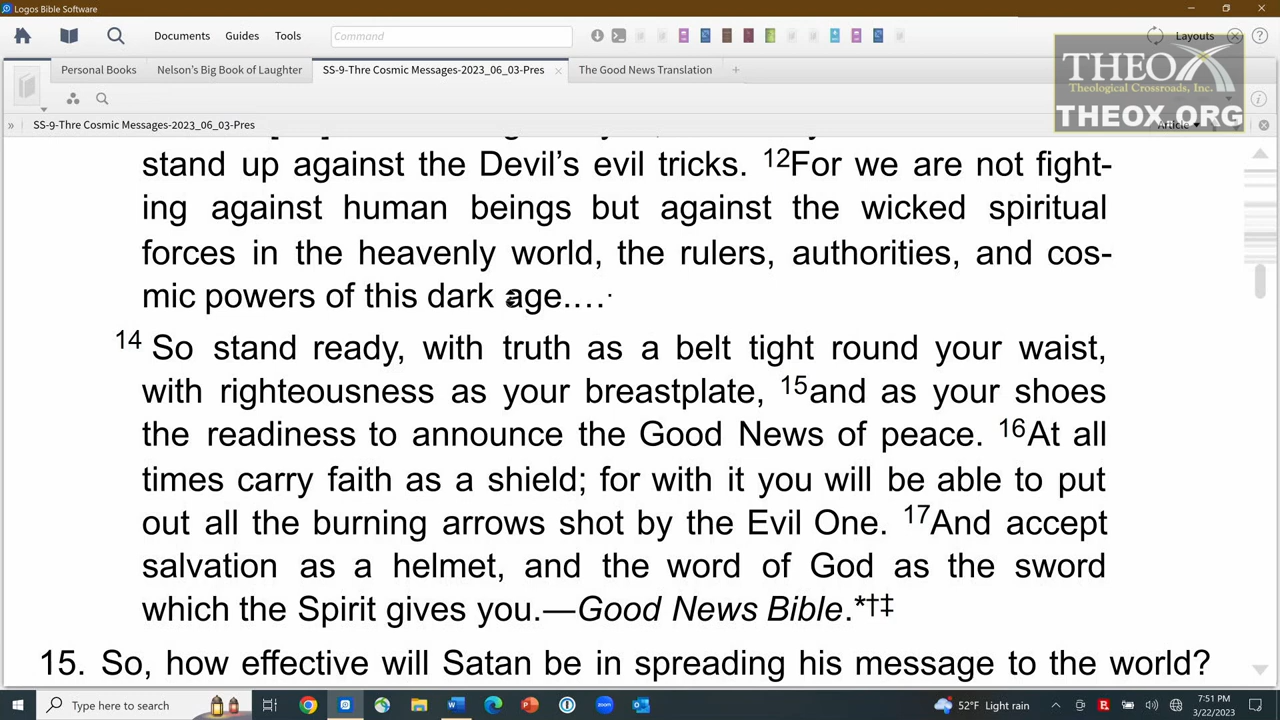 Logos Bible Software
Documents Guides Tools Command Layouts
Personal Books Nelson's Big Book of Laughter SS-9-Thre Cosmic Messages-2023_06_03-Pres The Good News Translation
THEOX
Theological Crossroads, Inc.
THEOX.ORG
SS-9-Thre Cosmic Messages-2023_06_03-Pres Article
stand up against the Devil’s evil tricks. 12For we are not fight-
ing against human beings but against the wicked spiritual
forces in the heavenly world, the rulers, authorities, and cos-
mic powers of this dark age.…
14 So stand ready, with truth as a belt tight round your waist,
with righteousness as your breastplate, 15and as your shoes
the readiness to announce the Good News of peace. 16At all
times carry faith as a shield; for with it you will be able to put
out all the burning arrows shot by the Evil One. 17And accept
salvation as a helmet, and the word of God as the sword
which the Spirit gives you.—Good News Bible.*†‡
15. So, how effective will Satan be in spreading his message to the world?
Type here to search 52°F Light rain 7:51 PM
3/22/2023